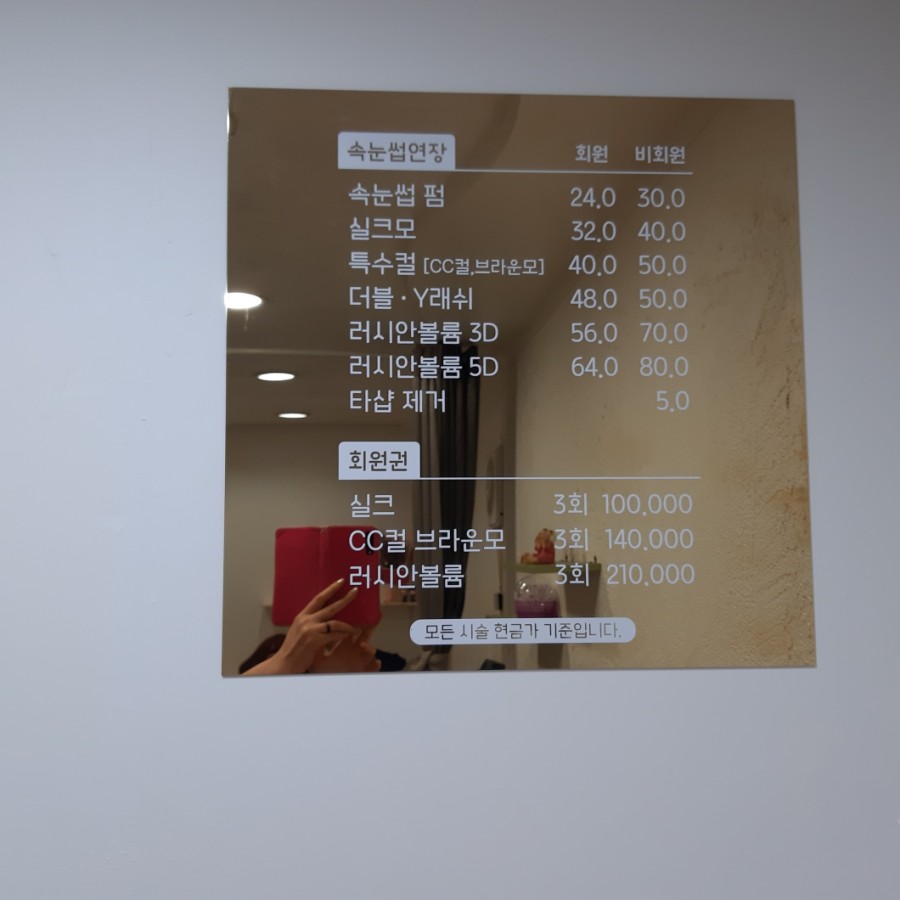 속눈썹연장 회원 비회원
속눈썹 펌 24.0 30.0
실크모 32.0 40.0
특수컬 [CC컬,브라운모] 40.0 50.0
더블·Y래쉬 48.0 50.0
러시안볼륨 3D 56.0 70.0
러시안볼륨 5D 64.0 80.0
타샵 제거 5.0
회원권
실크 3회 100,000
CC컬 브라운모 3회 140,000
러시안볼륨 3회 210,000
모든 시술 현금가 기준입니다.